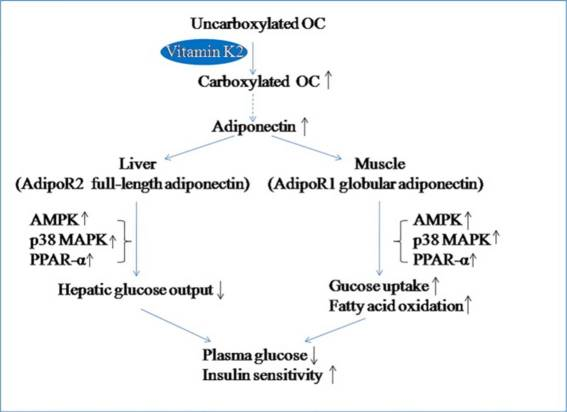 Uncarboxylated OC
Vitamin K2
Carboxylated OC ↑
Adiponectin ↑
Liver
(AdipoR2 full-length adiponectin)
Muscle
(AdipoR1 globular adiponectin)
AMPK↑
p38 MAPK↑
PPAR-α↑
AMPK↑
p38 MAPK↑
PPAR-α↑
Hepatic glucose output ↓
Gucose uptake ↑
Fatty acid oxidation ↑
Plasma glucose ↓
Insulin sensitivity ↑